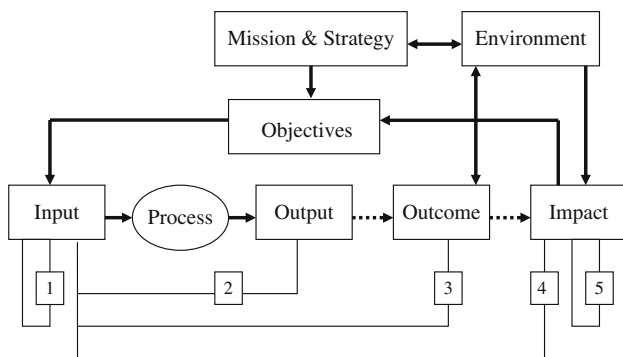 Mission & Strategy
Environment
Objectives
Input
Process
Output
Outcome
Impact
1
2
3
4
5